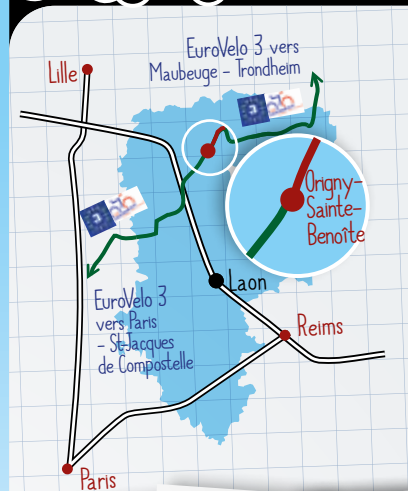 EuroVelo 3 vers
Maubeuge – Trondheim
Lille
Origny-
Sainte-
Benoîte
Laon
EuroVelo 3
vers Paris
– St-Jacques
de Compostelle
Reims
Paris